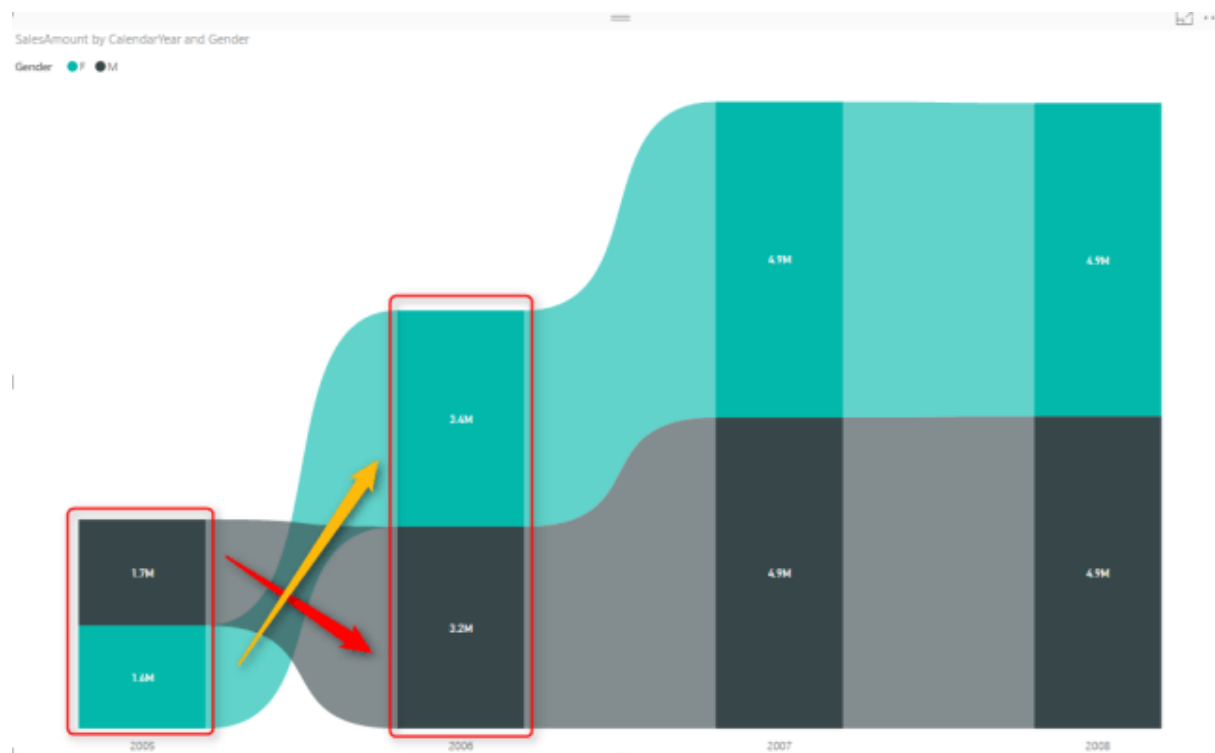 SalesAmount by CalendarYear and Gender
Gender F M
4.9M 4.9M
3.4M
1.7M 4.9M 4.9M
3.2M
1.6M
2005 2006 2007 2008